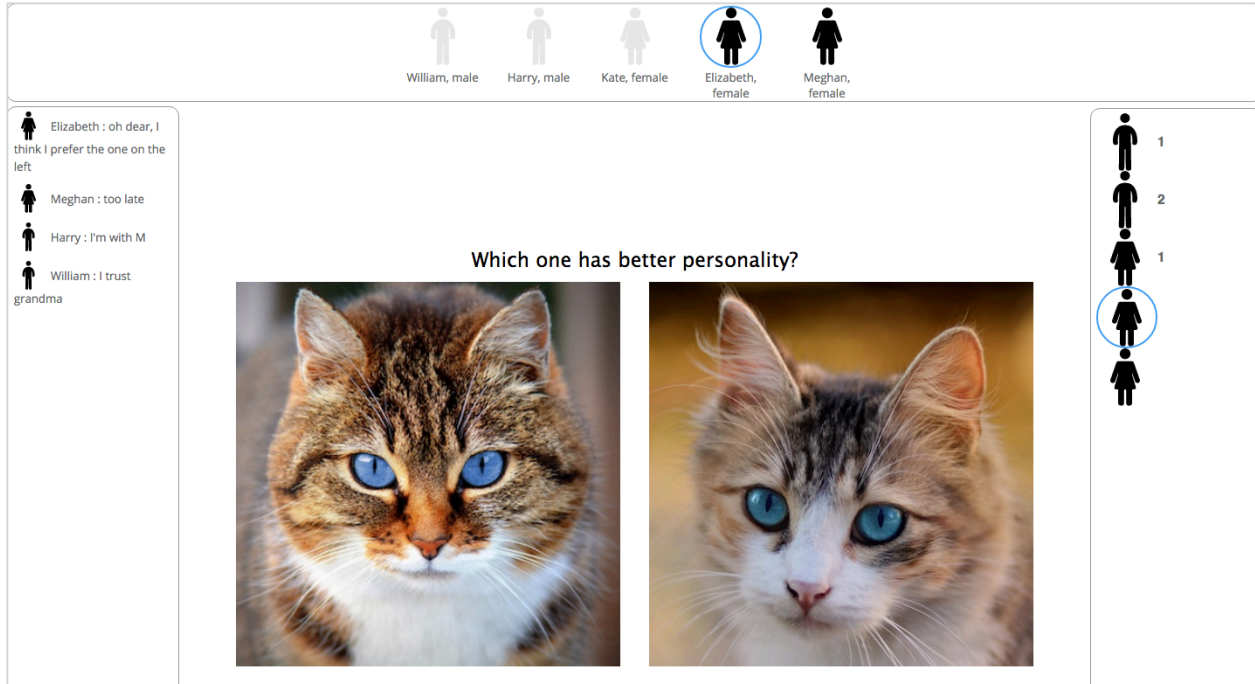 William, male
Harry, male
Kate, female
Elizabeth,
female
Meghan,
female
Elizabeth : oh dear, I
think I prefer the one on the
left
Meghan : too late
Harry : I'm with M
William : I trust
grandma
Which one has better personality?
1
2
1